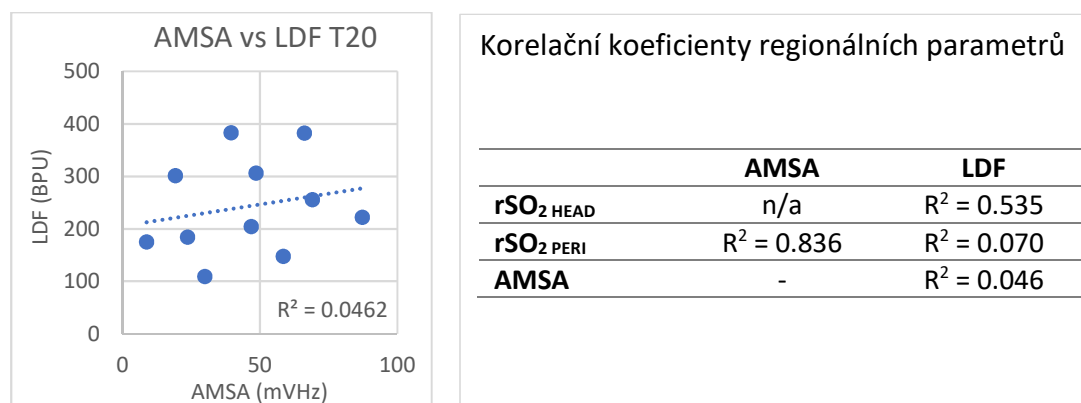 AMSA vs LDF T20
500
400
300
200
100
0
LDF (BPU)
R² = 0.0462
0 50 100
AMSA (mVHz)
Korelační koeficienty regionálních parametrů
AMSA LDF
rSO₂ HEAD n/a R² = 0.535
rSO₂ PERI R² = 0.836 R² = 0.070
AMSA - R² = 0.046